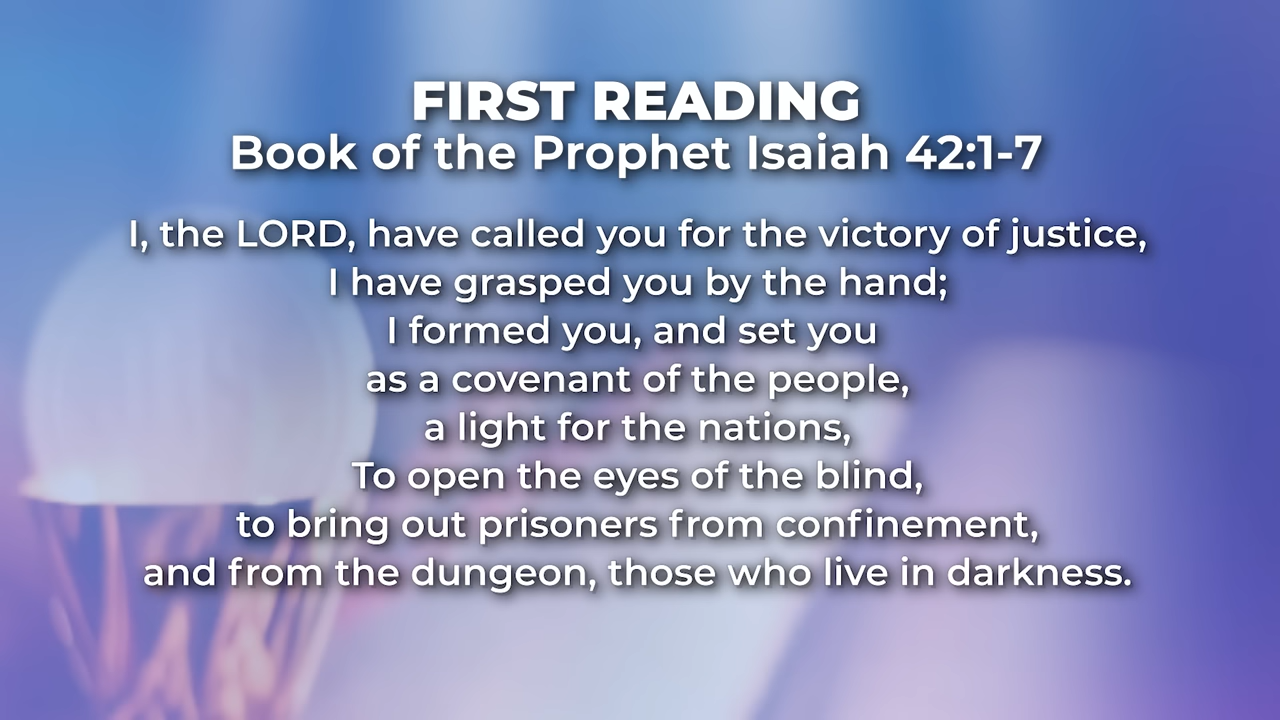 FIRST READING
Book of the Prophet Isaiah 42:1-7
I, the LORD, have called you for the victory of justice,
I have grasped you by the hand;
I formed you, and set you
as a covenant of the people,
a light for the nations,
To open the eyes of the blind,
to bring out prisoners from confinement,
and from the dungeon, those who live in darkness.